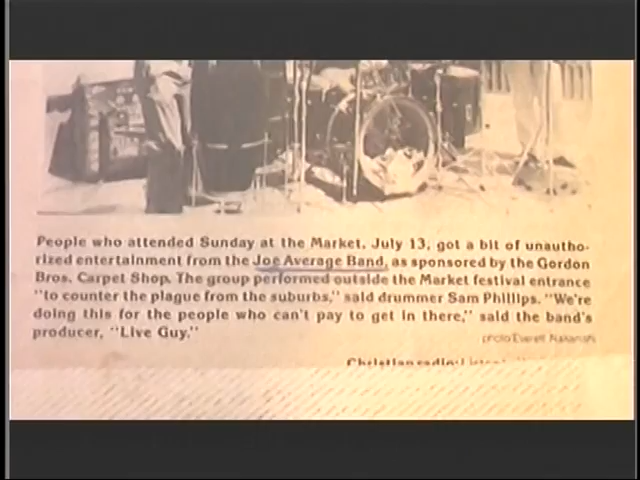 People who attended Sunday at the Market, July 13, got a bit of unautho-
rized entertainment from the Joe Average Band, as sponsored by the Gordon
Bros. Carpet Shop. The group performed outside the Market festival entrance
"to counter the plague from the suburbs," said drummer Sam Phillips. "We're
doing this for the people who can't pay to get in there," said the band's
producer, "Live Guy."
photo/Everett Nakanishi
Christian radio: